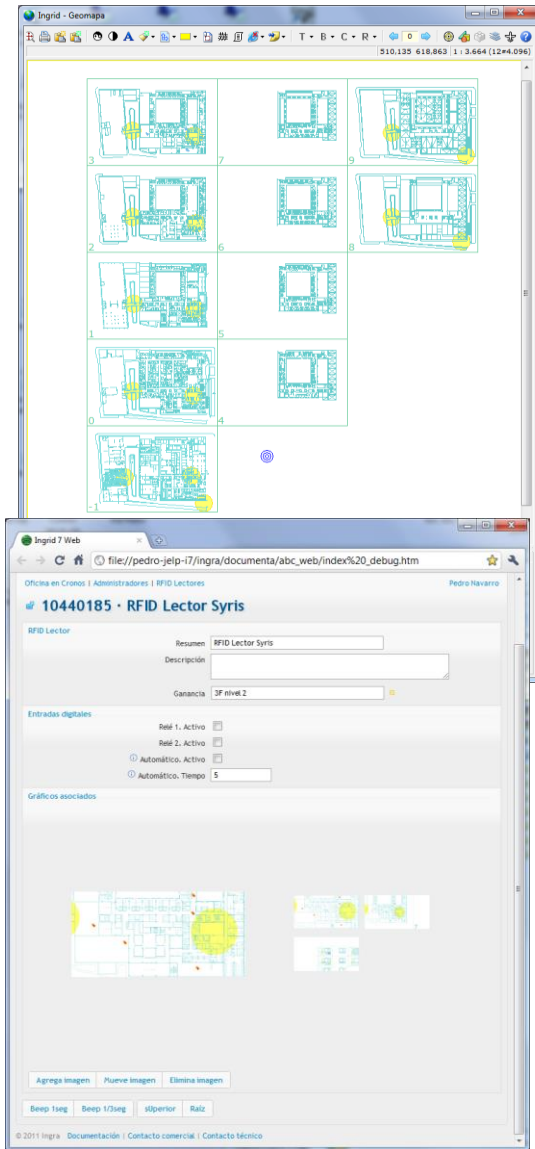 Ingrid - Geomapa
A T • B • C • R • 0
510,135 618,863 1 : 3.664 (12=4.096)
3 7 9
2 6 8
1 5
0 4
-1
Ingrid 7 Web
file://pedro-jelp-i7/ingra/documenta/abc_web/index%20_debug.htm
Oficina en Cronos | Administradores | RFID Lectores Pedro Navarro
10440185 · RFID Lector Syris
RFID Lector
Resumen RFID Lector Syris
Descripción
Ganancia 3F nivel 2
Entradas digitales
Relé 1. Activo
Relé 2. Activo
Automático. Activo
Automático. Tiempo 5
Gráficos asociados
Agrega imagen Mueve imagen Elimina imagen
Beep 1seg Beep 1/3seg sUperior Raíz
© 2011 Ingra Documentación | Contacto comercial | Contacto técnico